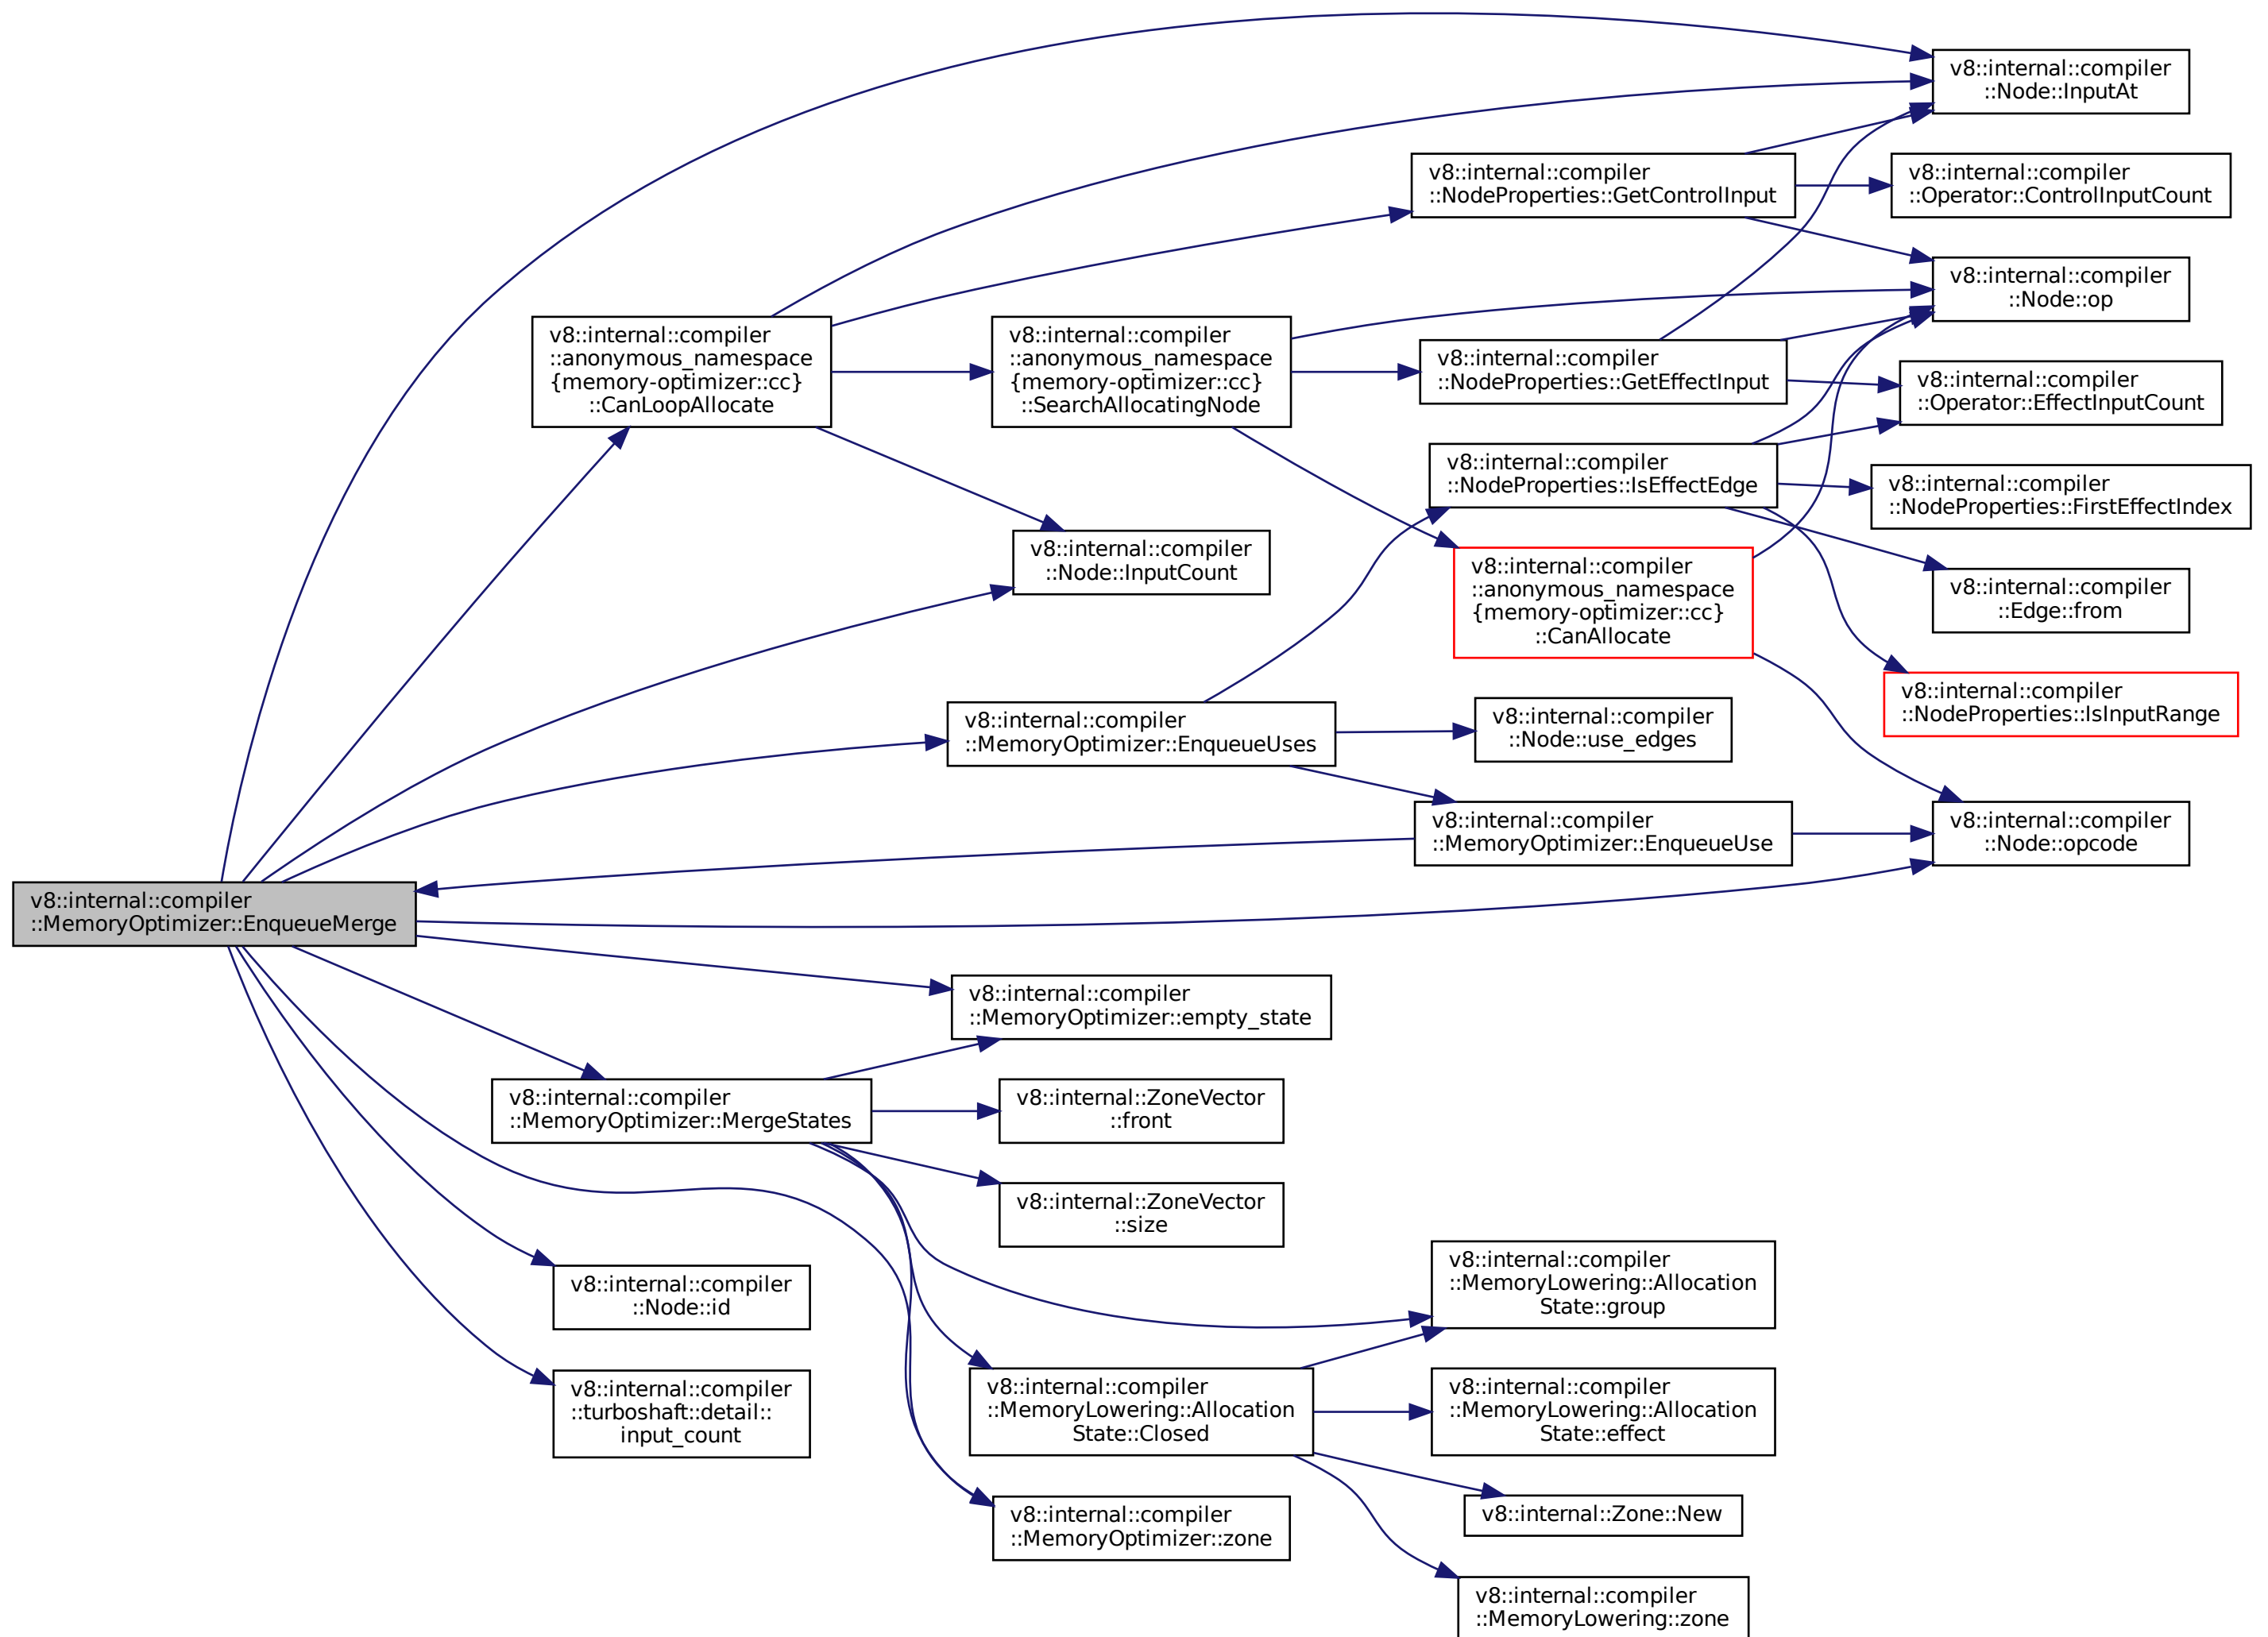 v8::internal::compiler
::Node::InputAt
v8::internal::compiler
::NodeProperties::GetControlInput
v8::internal::compiler
::Operator::ControlInputCount
v8::internal::compiler
::Node::op
v8::internal::compiler
::anonymous_namespace
{memory-optimizer::cc}
::CanLoopAllocate
v8::internal::compiler
::anonymous_namespace
{memory-optimizer::cc}
::SearchAllocatingNode
v8::internal::compiler
::NodeProperties::GetEffectInput
v8::internal::compiler
::Operator::EffectInputCount
v8::internal::compiler
::NodeProperties::IsEffectEdge
v8::internal::compiler
::NodeProperties::FirstEffectIndex
v8::internal::compiler
::Node::InputCount
v8::internal::compiler
::anonymous_namespace
{memory-optimizer::cc}
::CanAllocate
v8::internal::compiler
::Edge::from
v8::internal::compiler
::NodeProperties::IsInputRange
v8::internal::compiler
::MemoryOptimizer::EnqueueUses
v8::internal::compiler
::Node::use_edges
v8::internal::compiler
::MemoryOptimizer::EnqueueUse
v8::internal::compiler
::Node::opcode
v8::internal::compiler
::MemoryOptimizer::EnqueueMerge
v8::internal::compiler
::MemoryOptimizer::empty_state
v8::internal::compiler
::MemoryOptimizer::MergeStates
v8::internal::ZoneVector
::front
v8::internal::ZoneVector
::size
v8::internal::compiler
::Node::id
v8::internal::compiler
::MemoryLowering::Allocation
State::group
v8::internal::compiler
::turboshaft::detail::
input_count
v8::internal::compiler
::MemoryLowering::Allocation
State::Closed
v8::internal::compiler
::MemoryLowering::Allocation
State::effect
v8::internal::compiler
::MemoryOptimizer::zone
v8::internal::Zone::New
v8::internal::compiler
::MemoryLowering::zone